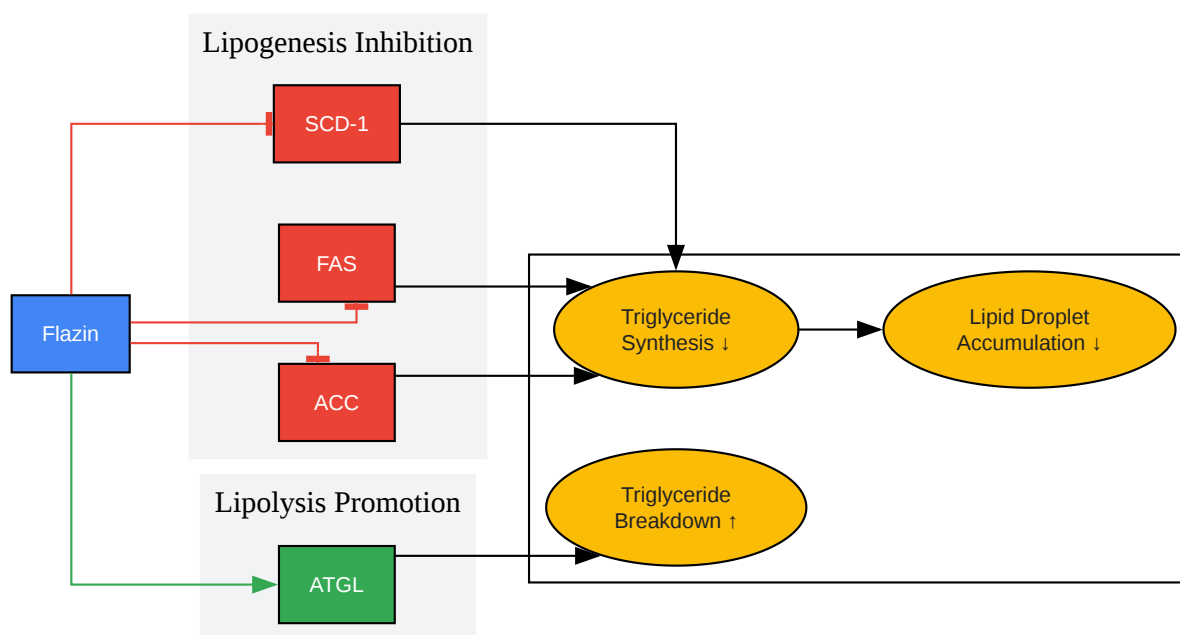 Lipogenesis Inhibition
SCD-1
FAS
Flazin
ACC
Triglyceride
Synthesis ↓
Lipid Droplet
Accumulation ↓
Lipolysis Promotion
ATGL
Triglyceride
Breakdown ↑